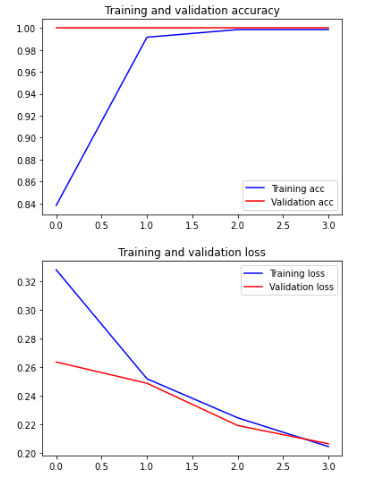 Training and validation accuracy
1.00
0.98
0.96
0.94
0.92
0.90
0.88
0.86
0.84
Training acc
Validation acc
0.0 0.5 1.0 1.5 2.0 2.5 3.0
Training and validation loss
Training loss
Validation loss
0.32
0.30
0.28
0.26
0.24
0.22
0.20
0.0 0.5 1.0 1.5 2.0 2.5 3.0